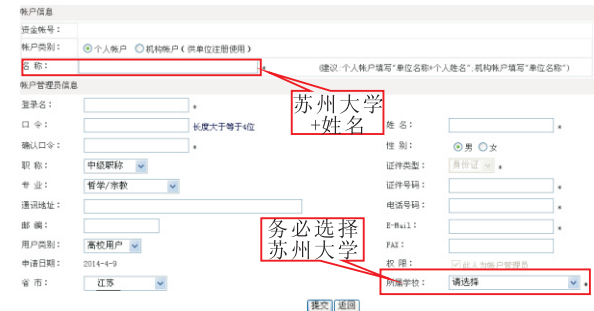 帐户信息
资金帐号：
帐户类别： 个人帐户 机构帐户（供单位注册使用）
名 称： * (建议:个人帐户填写"单位名称+个人姓名";机构帐户填写"单位名称")
帐户管理员信息
苏州大学
+姓名
登录名： *
口 令： 长度大于等于4位 姓 名： *
确认口令： * 性 别： 男 女 *
职 称： 中级职称 证件类型： 身份证 *
专 业： 哲学/宗教 证件号码： *
通讯地址： 电话号码： *
邮 编： E-Mail： *
务必选择
苏州大学
用户类别： 高校用户 FAX：
申请日期： 2014-4-9 权 限： 此人为帐户管理员
省 市： 江苏 所属学校： 请选择 *
提交 返回